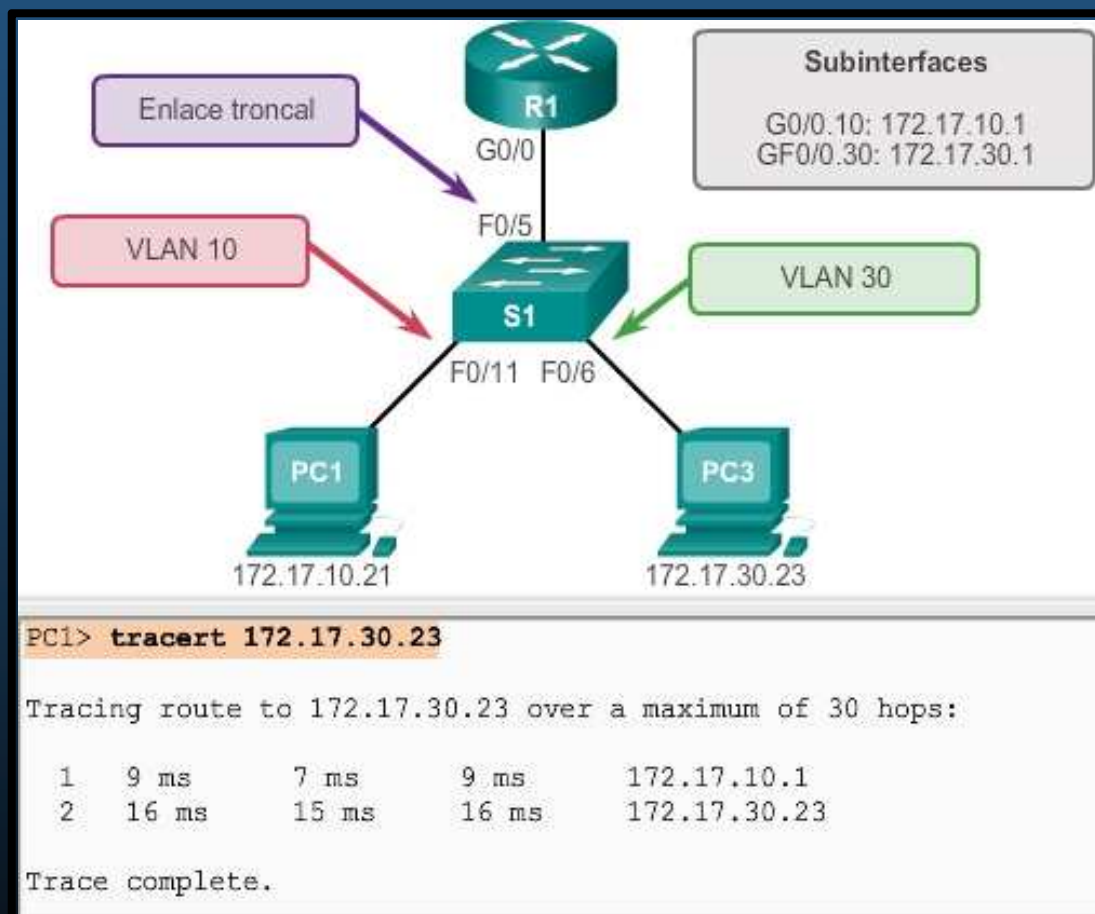 R1
Subinterfaces
G0/0.10: 172.17.10.1
GF0/0.30: 172.17.30.1
Enlace troncal
G0/0
F0/5
VLAN 10
VLAN 30
S1
F0/11 F0/6
PC1
PC3
172.17.10.21
172.17.30.23
PC1> tracert 172.17.30.23
Tracing route to 172.17.30.23 over a maximum of 30 hops:
1 9 ms 7 ms 9 ms 172.17.10.1
2 16 ms 15 ms 16 ms 172.17.30.23
Trace complete.